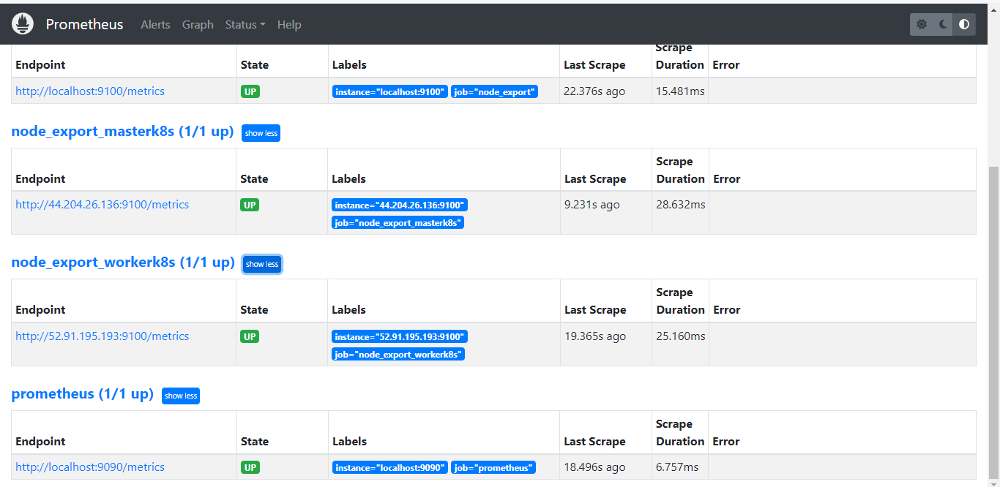 Prometheus Alerts Graph Status Help
Scrape
Endpoint State Labels Last Scrape Duration Error
http://localhost:9100/metrics UP instance="localhost:9100" job="node_export" 22.376s ago 15.481ms
node_export_masterk8s (1/1 up) show less
Scrape
Endpoint State Labels Last Scrape Duration Error
http://44.204.26.136:9100/metrics UP instance="44.204.26.136:9100" 9.231s ago 28.632ms
job="node_export_masterk8s"
node_export_workerk8s (1/1 up) show less
Scrape
Endpoint State Labels Last Scrape Duration Error
http://52.91.195.193:9100/metrics UP instance="52.91.195.193:9100" 19.365s ago 25.160ms
job="node_export_workerk8s"
prometheus (1/1 up) show less
Scrape
Endpoint State Labels Last Scrape Duration Error
http://localhost:9090/metrics UP instance="localhost:9090" job="prometheus" 18.496s ago 6.757ms